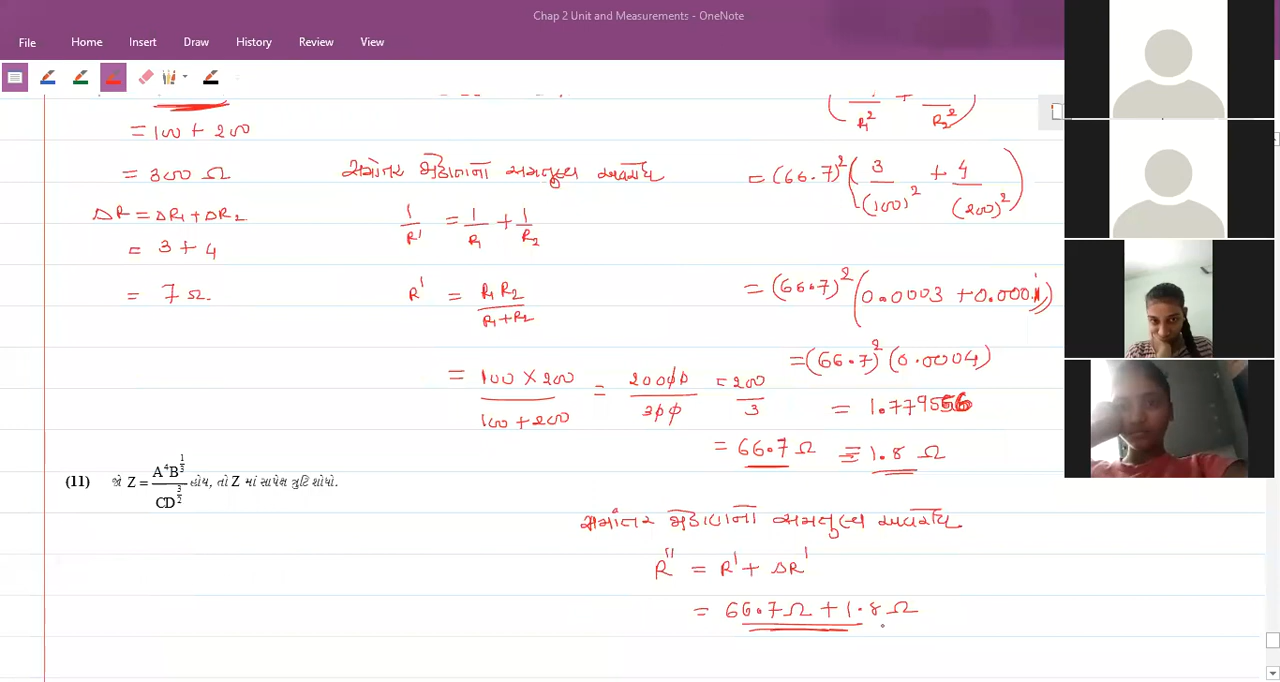 Chap 2 Unit and Measurements - OneNote
File Home Insert Draw History Review View
= 100 + 200
= 300 Ω
ΔR = ΔR₁ + ΔR₂
= 3 + 4
= 7 Ω
સમાંતર જોડાણનો સમતુલ્ય અવરોધ
1/R' = 1/R₁ + 1/R₂
R' = R₁R₂/R₁+R₂
= 100 × 200/100 + 200 = 20000/300 = 200/3
= 66.7 Ω
(1/R₁² + /R₂²)
= (66.7)² (3/(100)² + 4/(200)²)
= (66.7)² (0.0003 + 0.0001)
= (66.7)² (0.0004)
= 1.779556
= 1.8 Ω
સમાંતર જોડાણનો સમતુલ્ય અવરોધ
R'' = R' + ΔR'
= 66.7 Ω + 1.8 Ω
(11) જો Z = A⁴B^(1/3)/CD^(3/2) હોય, તો Z માં સાપેક્ષ ત્રુટિ શોધો.